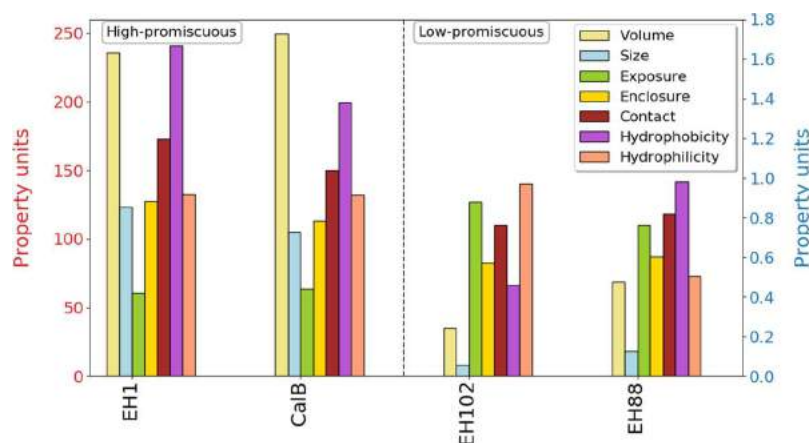 High-promiscuous
Low-promiscuous
Volume
Size
Exposure
Enclosure
Contact
Hydrophobicity
Hydrophilicity
Property units
250
200
150
100
50
0
1.8
1.6
1.4
1.2
1.0
0.8
0.6
0.4
0.2
0.0
Property units
EH1
CalB
EH102
EH88